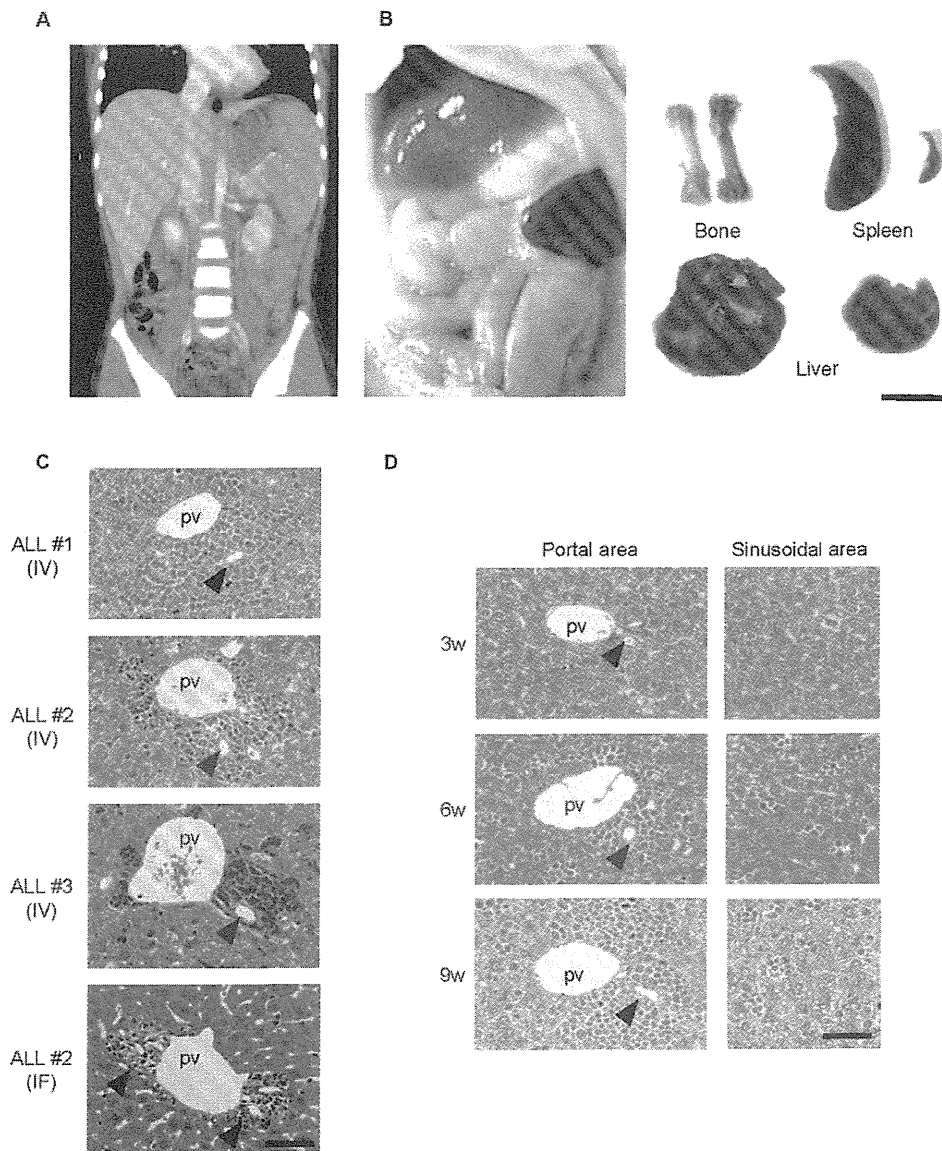 A
B
Bone
Spleen
Liver
C
ALL #1
(IV)
pv
ALL #2
(IV)
pv
ALL #3
(IV)
pv
ALL #2
(IF)
pv
D
Portal area
Sinusoidal area
3w
pv
6w
pv
9w
pv